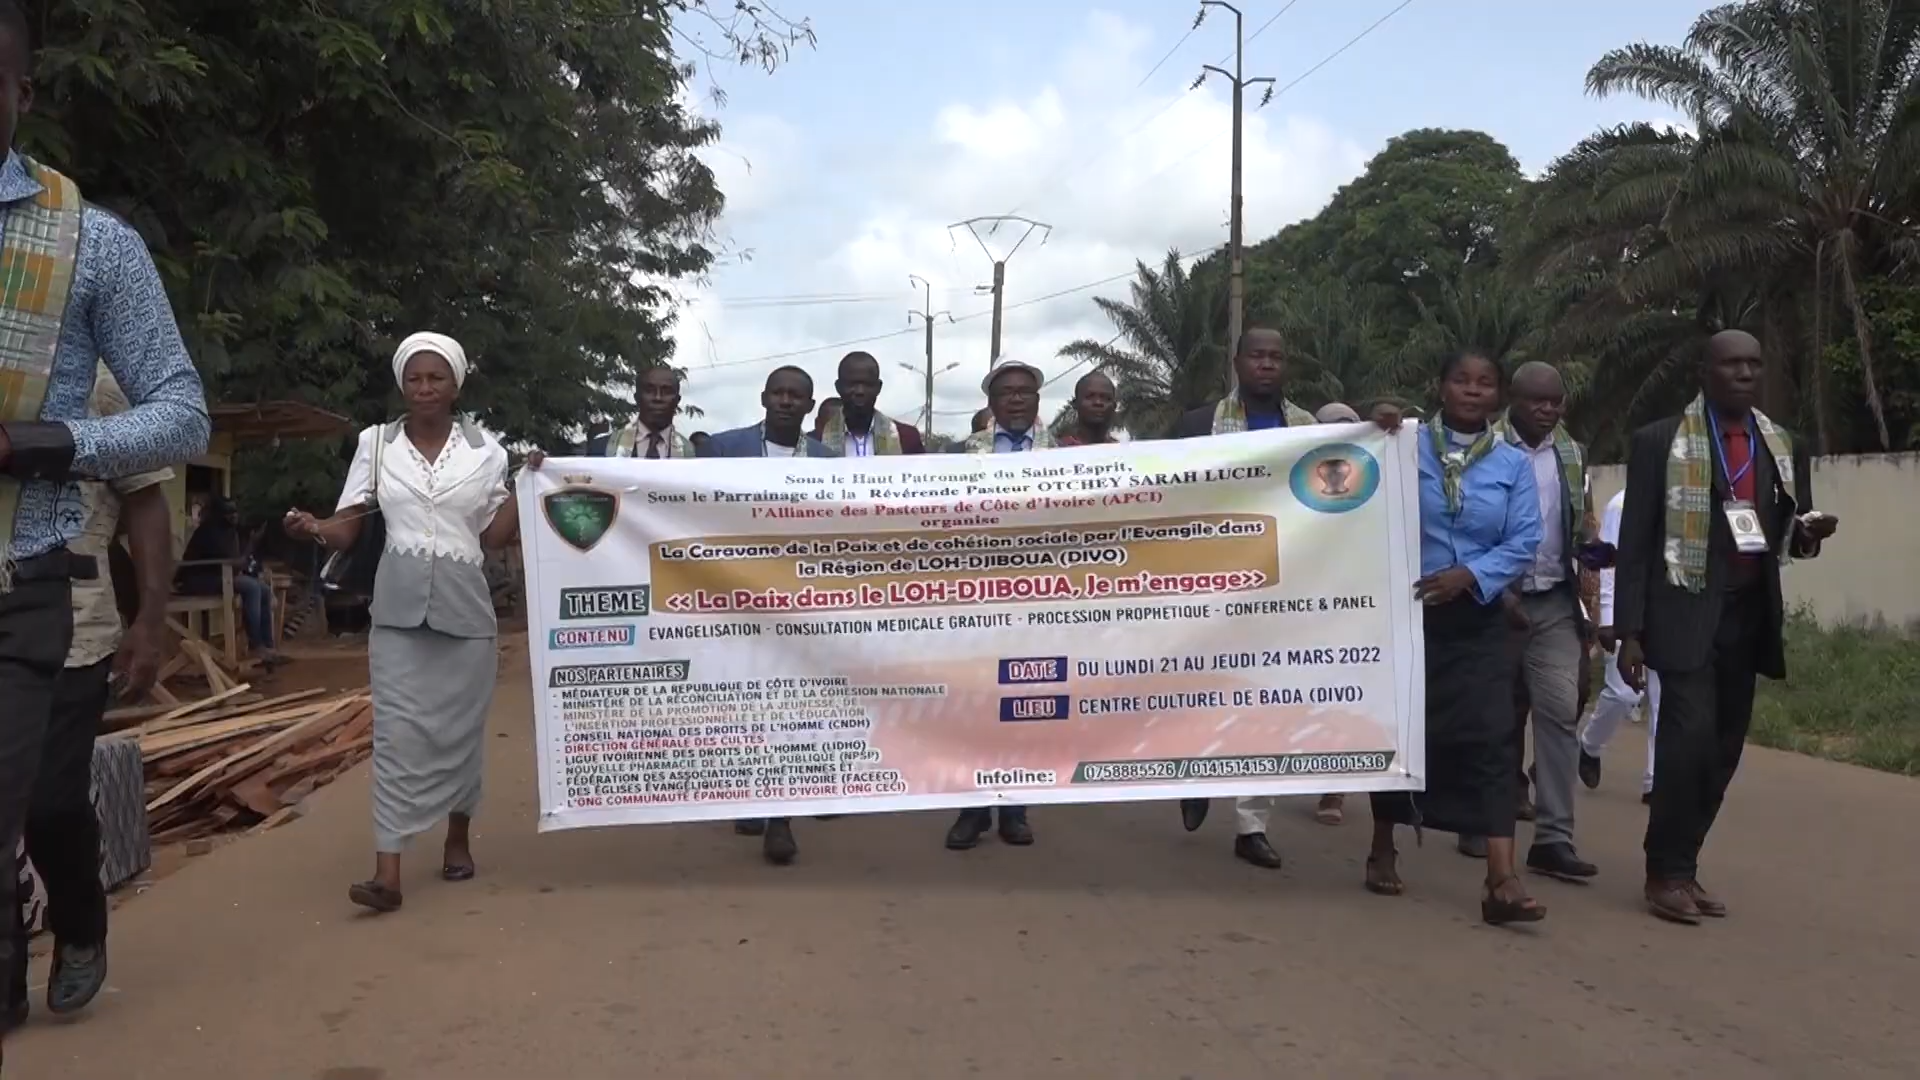 Sous le Haut Patronage du Saint-Esprit,
Sous le Parrainage de la Révérende Pasteur OTCHEY SARAH LUCIE,
l'Alliance des Pasteurs de Côte d'Ivoire (APCI)
organise
La Caravane de la Paix et de cohésion sociale par l'Evangile dans
la Région de LOH-DJIBOUA (DIVO)
THEME << La Paix dans le LOH-DJIBOUA, Je m'engage>>
CONTENU EVANGELISATION - CONSULTATION MEDICALE GRATUITE - PROCESSION PROPHETIQUE - CONFERENCE & PANEL
NOS PARTENAIRES
- MÉDIATEUR DE LA REPUBLIQUE DE CÔTE D'IVOIRE
- MINISTÈRE DE LA RÉCONCILIATION ET DE LA COHESION NATIONALE
- MINISTÈRE DE LA PROMOTION DE LA JEUNESSE, DE
L'INSERTION PROFESSIONNELLE ET DE L'ÉDUCATION
- CONSEIL NATIONAL DES DROITS DE L'HOMME (CNDH)
- DIRECTION GÉNÉRALE DES CULTES
- LIGUE IVOIRIENNE DES DROITS DE L'HOMME (LIDHO)
- NOUVELLE PHARMACIE DE LA SANTÉ PUBLIQUE (NPSP)
- FÉDÉRATION DES ASSOCIATIONS CHRÉTIENNES ET
DES ÉGLISES ÉVANGÉLIQUES DE CÔTE D'IVOIRE (FACEECI)
- L'ONG COMMUNAUTÉ ÉPANOUIE CÔTE D'IVOIRE (ONG CECI)
DATE DU LUNDI 21 AU JEUDI 24 MARS 2022
LIEU CENTRE CULTUREL DE BADA (DIVO)
Infoline: 0758885526 / 0141514153 / 0708001536